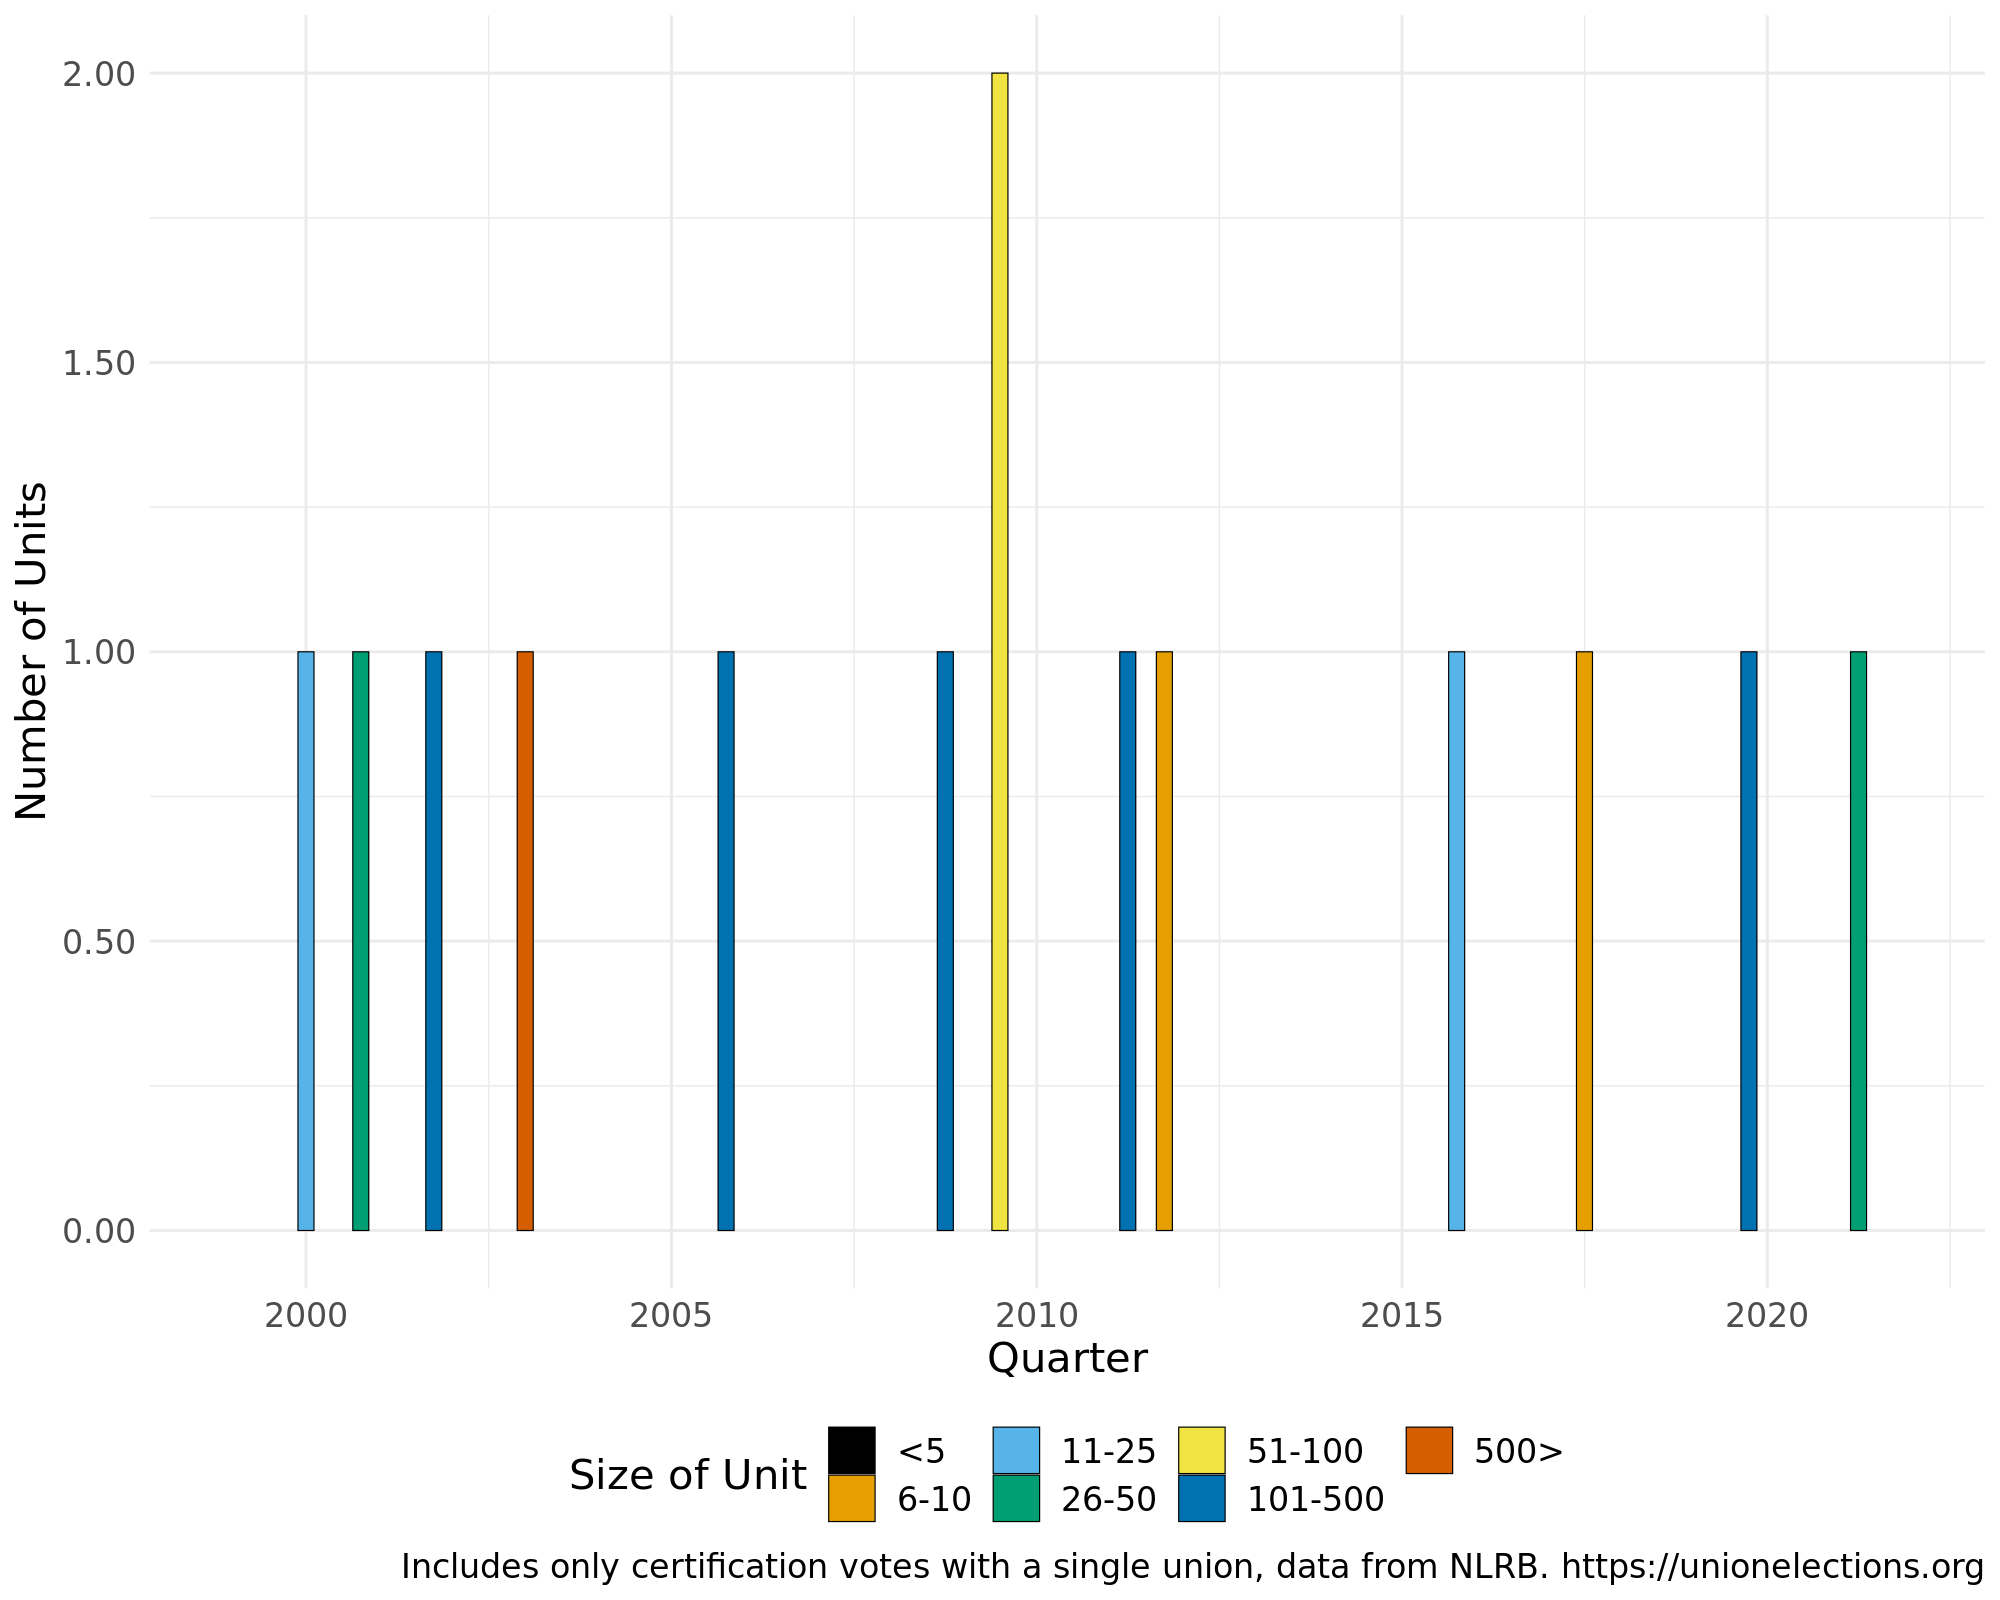 2.00
1.50
1.00
0.50
0.00
Number of Units
2000 2005 2010 2015 2020
Quarter
Size of Unit
<5 11-25 51-100 500>
6-10 26-50 101-500
Includes only certification votes with a single union, data from NLRB. https://unionelections.org